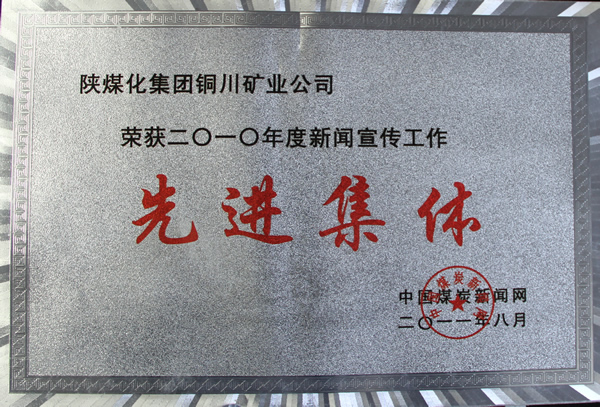 陕煤化集团铜川矿业公司
荣获二〇一〇年度新闻宣传工作
先进集体
中国煤炭新闻网
二〇一一年八月